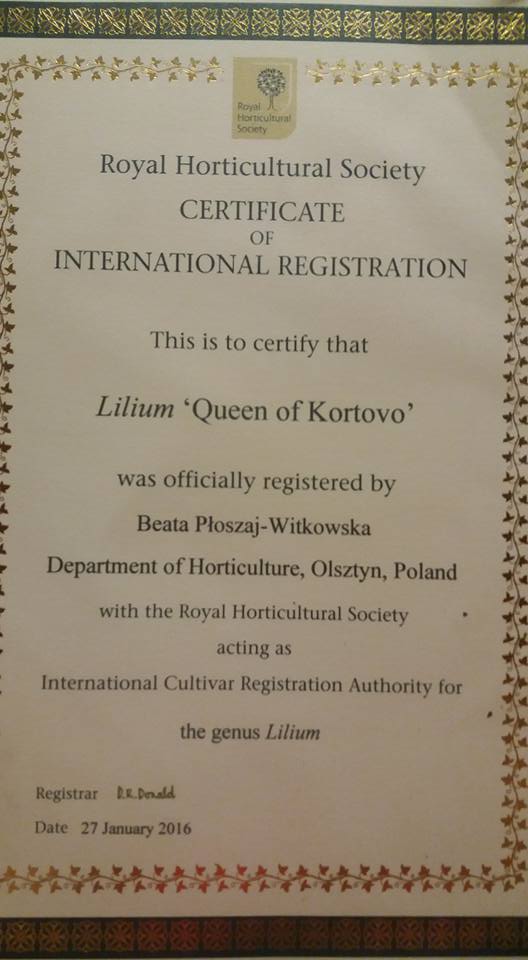 Royal
Horticultural
Society
Royal Horticultural Society
CERTIFICATE
OF
INTERNATIONAL REGISTRATION
This is to certify that
Lilium ‘Queen of Kortovo’
was officially registered by
Beata Płoszaj-Witkowska
Department of Horticulture, Olsztyn, Poland
with the Royal Horticultural Society
acting as
International Cultivar Registration Authority for
the genus Lilium
Registrar D.R.Donald
Date 27 January 2016